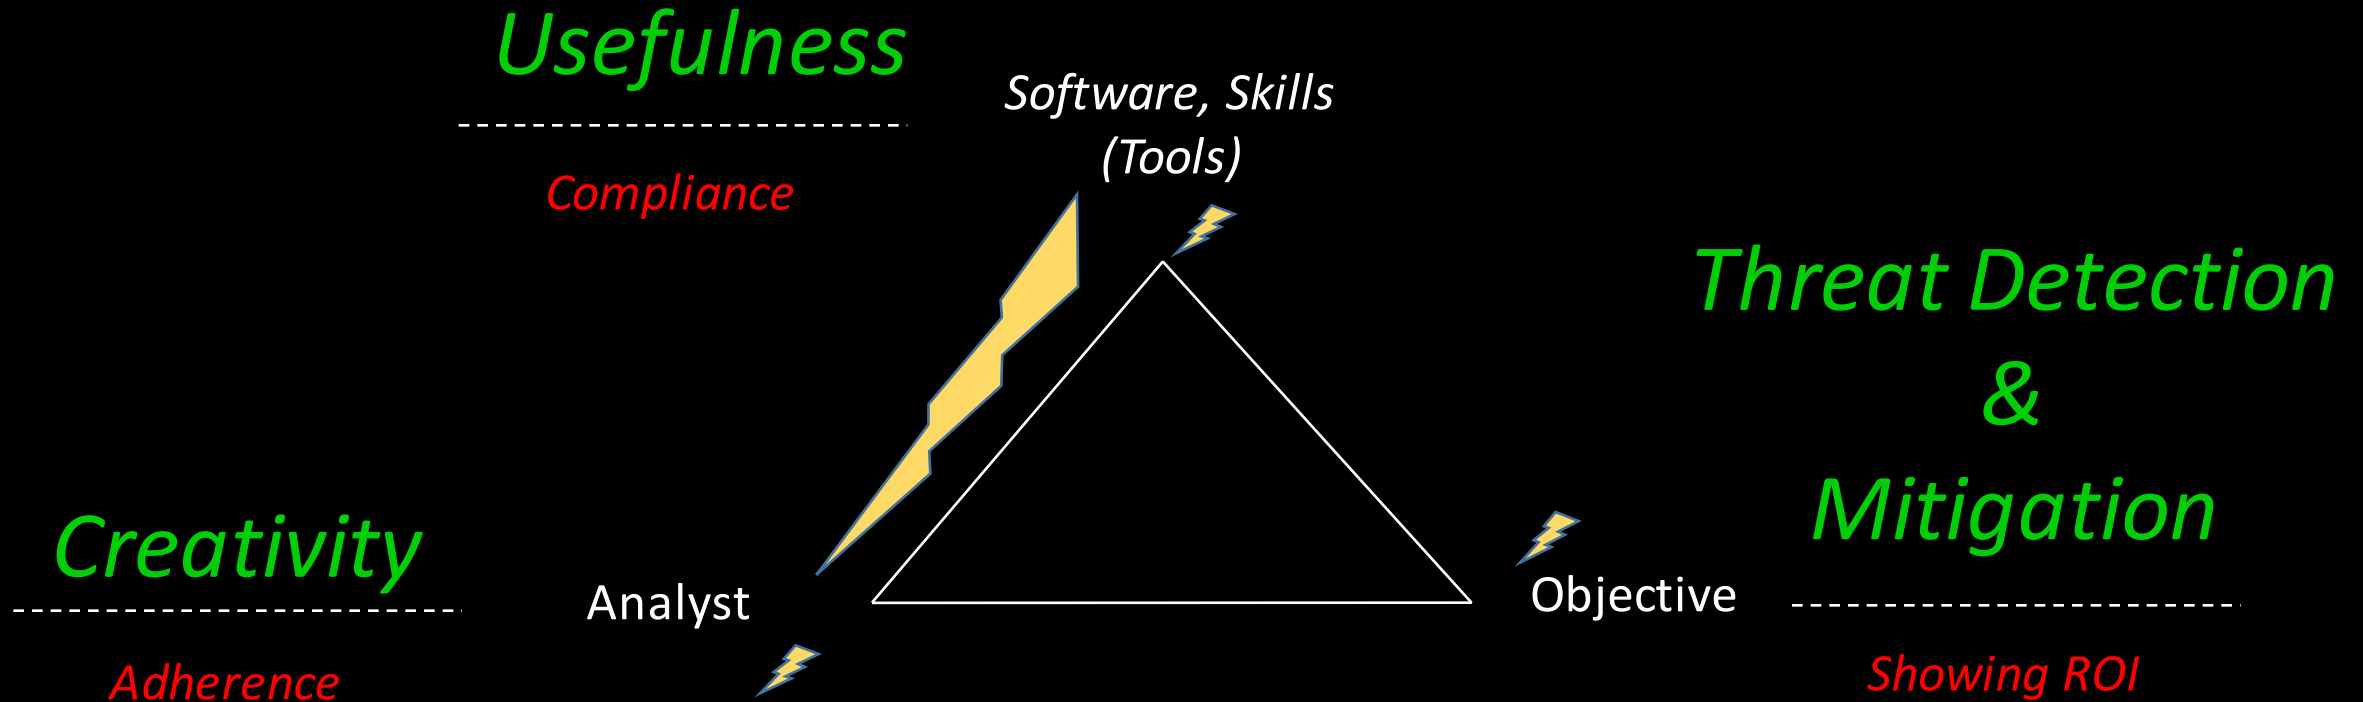 Usefulness
Compliance
Software, Skills
(Tools)
Threat Detection
&
Mitigation
Showing ROI
Creativity
Adherence
Analyst
Objective